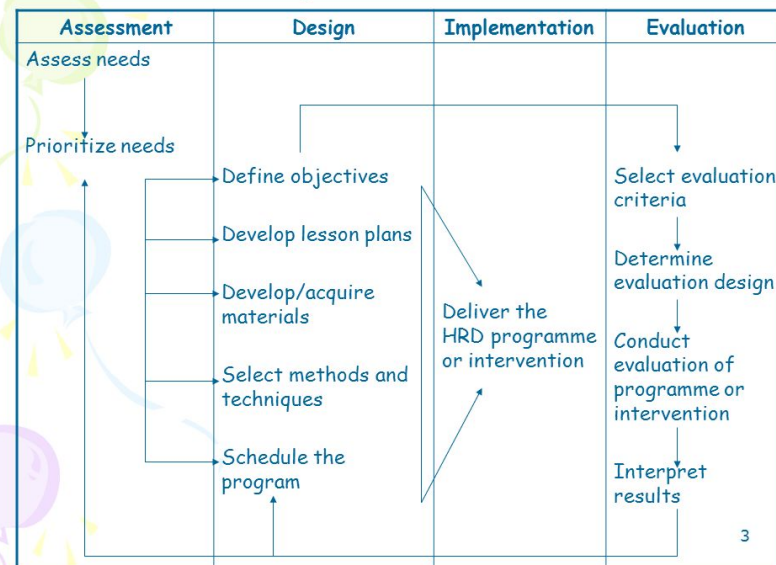 Assessment
Design
Implementation
Evaluation
Assess needs
Prioritize needs
Define objectives
Develop lesson plans
Develop/acquire
materials
Select methods and
techniques
Schedule the
program
Deliver the
HRD programme
or intervention
Select evaluation
criteria
Determine
evaluation design
Conduct
evaluation of
programme or
intervention
Interpret
results
3